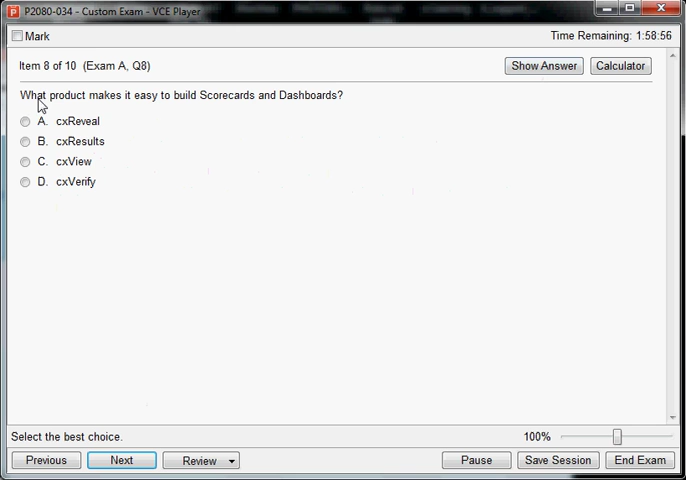 P2080-034 - Custom Exam - VCE Player
Mark
Time Remaining: 1:58:56
Item 8 of 10 (Exam A, Q8)
Show Answer
Calculator
What product makes it easy to build Scorecards and Dashboards?
A. cxReveal
B. cxResults
C. cxView
D. cxVerify
Select the best choice.
100%
Previous
Next
Review
Pause
Save Session
End Exam